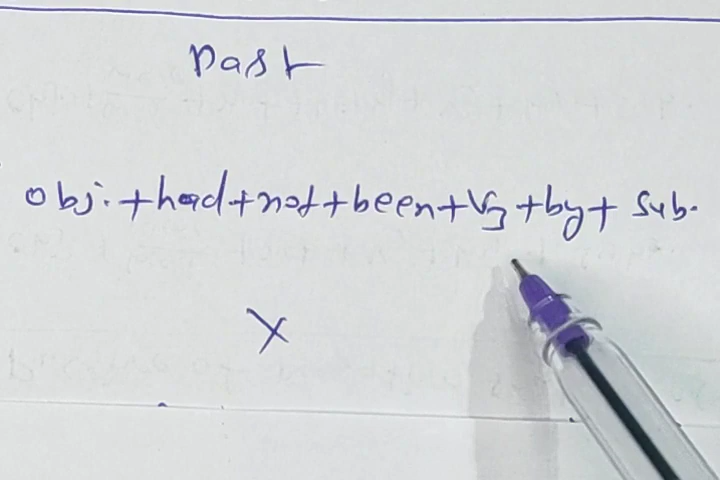 Past
obj. + had + not + been + V3 + by + Sub.
X